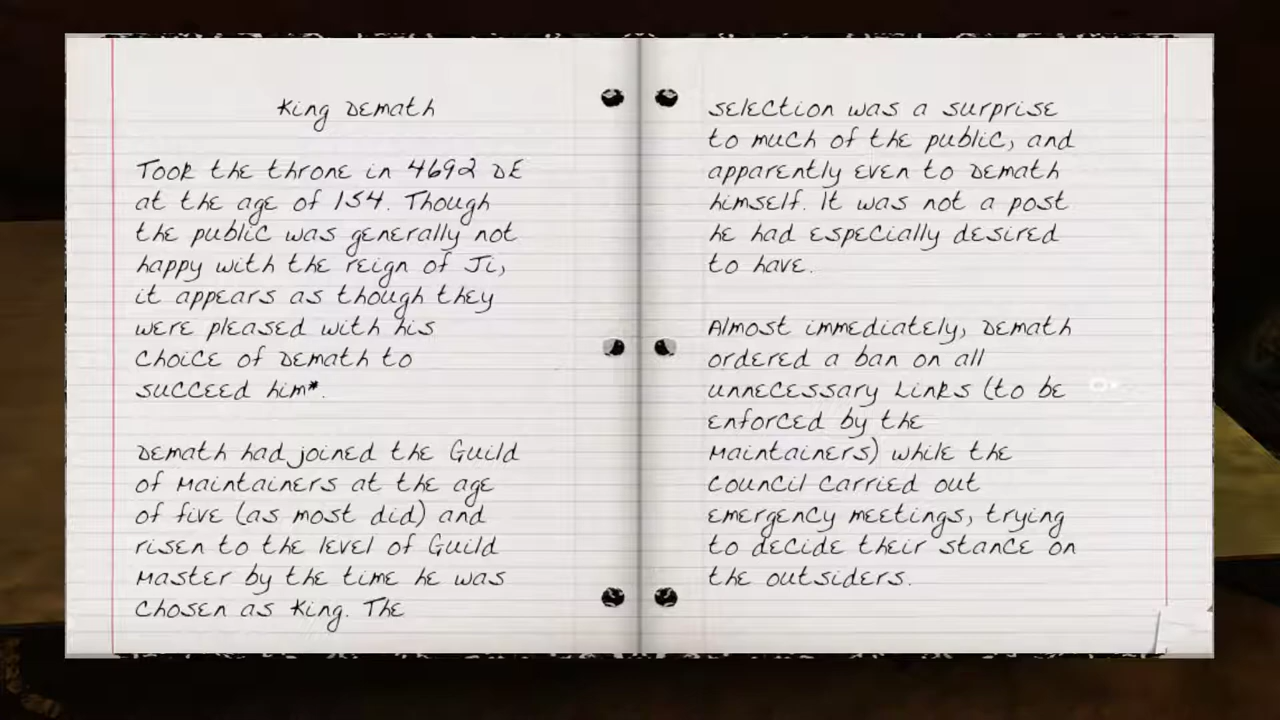 King Demath
Took the throne in 4692 DE
at the age of 154. Though
the public was generally not
happy with the reign of Ji,
it appears as though they
were pleased with his
choice of Demath to
succeed him*.
Demath had joined the Guild
of Maintainers at the age
of five (as most did) and
risen to the level of Guild
Master by the time he was
chosen as King. The
selection was a surprise
to much of the public, and
apparently even to Demath
himself. It was not a post
he had especially desired
to have.
Almost immediately, Demath
ordered a ban on all
unnecessary Links (to be
enforced by the
Maintainers) while the
Council carried out
emergency meetings, trying
to decide their stance on
the outsiders.